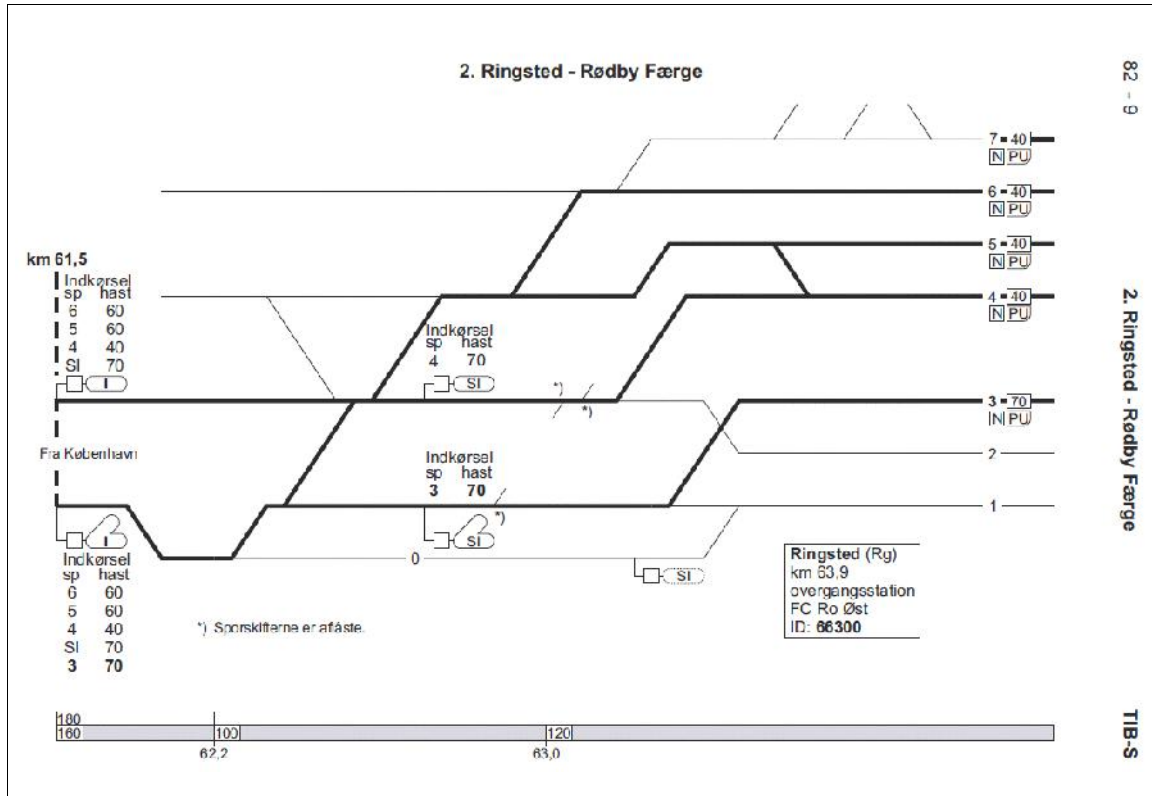 2. Ringsted - Rødby Færge
82 - 9
7 40
N PU
6 40
N PU
5 40
N PU
4 40
N PU
km 61,5
Indkørsel
sp hast
6 60
5 60
4 40
SI 70
I
Indkørsel
sp hast
4 70
SI
*)
*)
3 70
N PU
Fra København
2
Indkørsel
sp hast
3 70
*)
SI
1
I
Indkørsel
sp hast
6 60
5 60
4 40
SI 70
3 70
0
SI
*) Sporskifterne er aflåste.
Ringsted (Rg)
km 63,9
overgangsstation
FC Ro Øst
ID: 66300
2. Ringsted - Rødby Færge
TIB-S
180
160 100 120
62,2 63,0